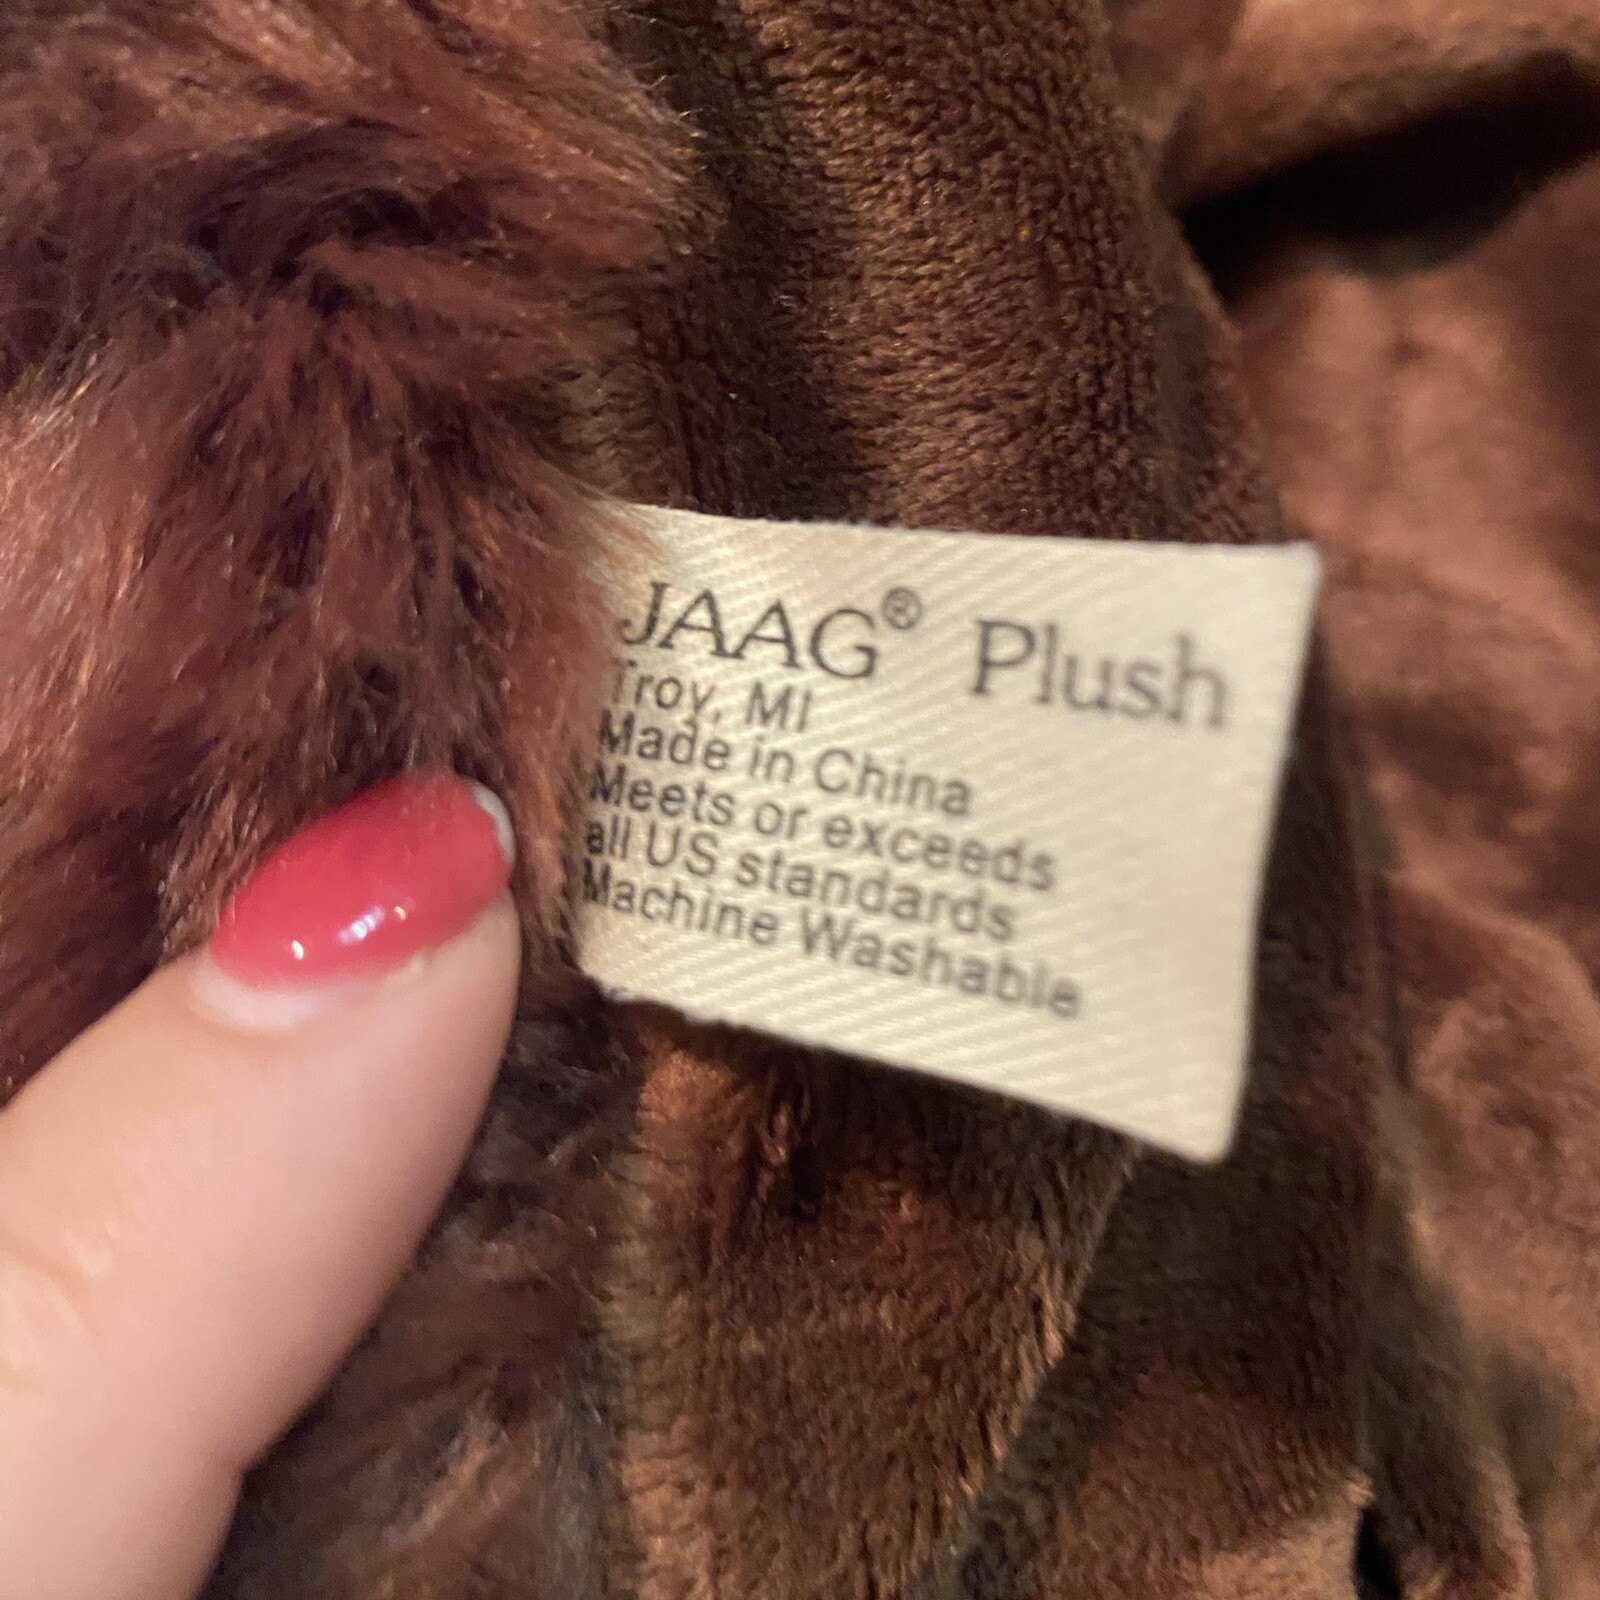 JAAG® Plush
Troy, MI
Made in China
Meets or exceeds
all US standards
Machine Washable